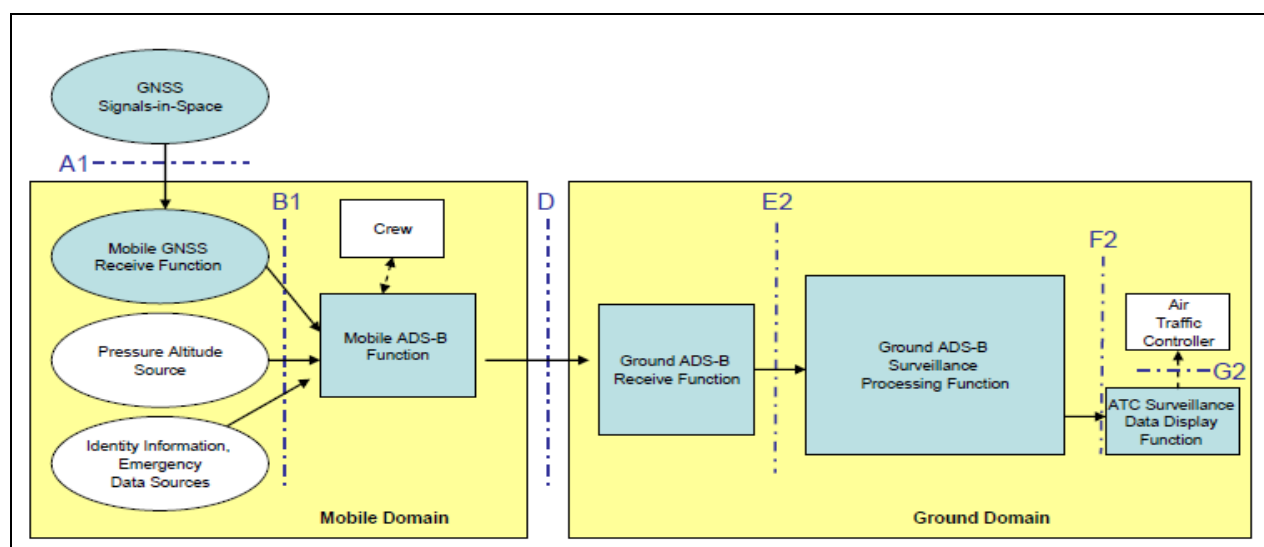 GNSS
Signals-in-Space
A1
B1
D
E2
F2
G2
Mobile GNSS
Receive Function
Crew
Pressure Altitude
Source
Mobile ADS-B
Function
Identity Information,
Emergency
Data Sources
Mobile Domain
Ground ADS-B
Receive Function
Ground ADS-B
Surveillance
Processing Function
Air
Traffic
Controller
ATC Surveillance
Data Display
Function
Ground Domain